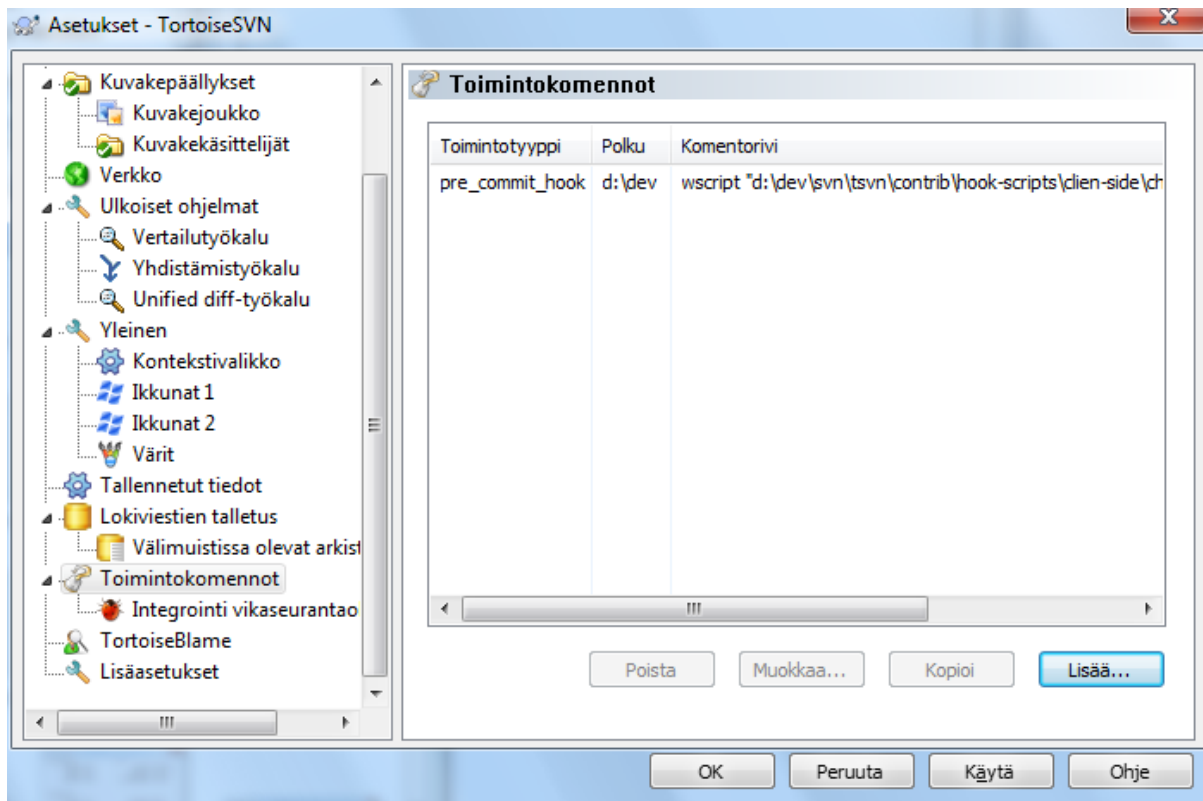 Asetukset - TortoiseSVN
Kuvakepäällykset
Kuvakejoukko
Kuvakekäsittelijät
Verkko
Ulkoiset ohjelmat
Vertailutyökalu
Yhdistämistyökalu
Unified diff-työkalu
Yleinen
Kontekstivalikko
Ikkunat 1
Ikkunat 2
Värit
Tallennetut tiedot
Lokiviestien talletus
Välimuistissa olevat arkist
Toimintokomennot
Integrointi vikaseurantao
TortoiseBlame
Lisäasetukset
Toimintokomennot
Toimintotyyppi Polku Komentorivi
pre_commit_hook d:\dev wscript "d:\dev\svn\tsvn\contrib\hook-scripts\clien-side\ch
Poista Muokkaa... Kopioi Lisää...
OK Peruuta Käytä Ohje